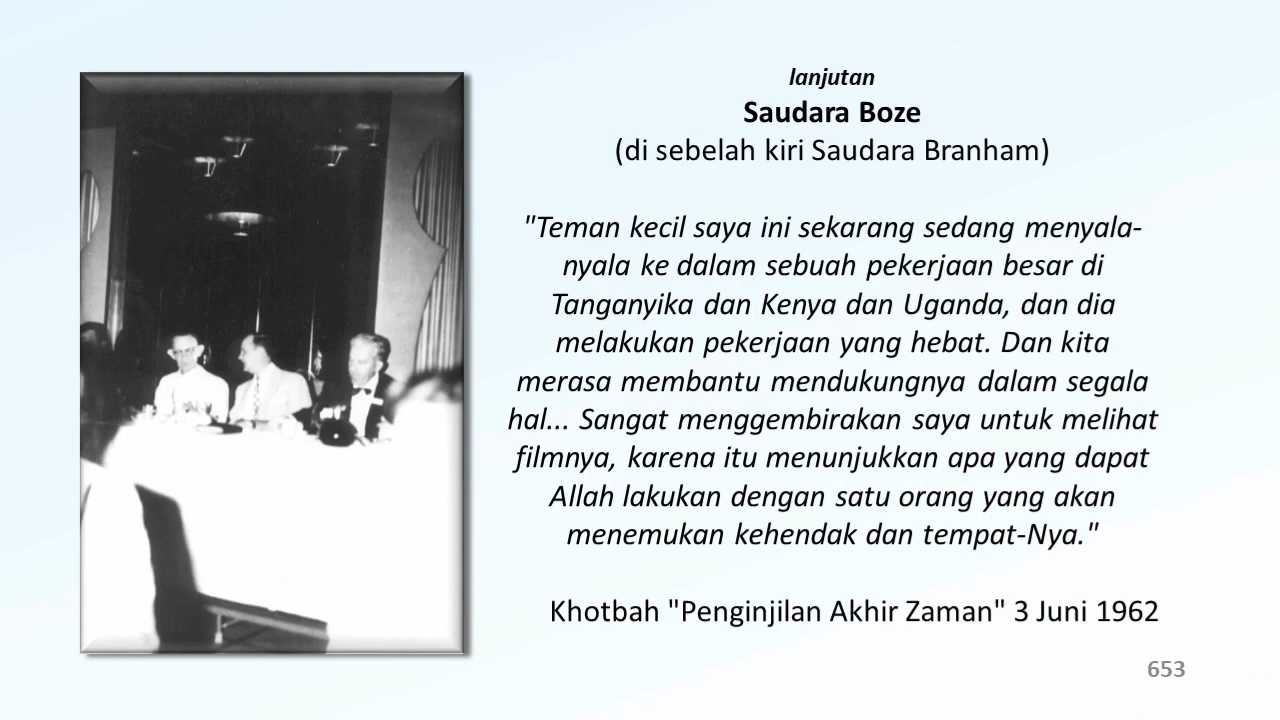 lanjutan
Saudara Boze
(di sebelah kiri Saudara Branham)
"Teman kecil saya ini sekarang sedang menyala-
nyala ke dalam sebuah pekerjaan besar di
Tanganyika dan Kenya dan Uganda, dan dia
melakukan pekerjaan yang hebat. Dan kita
merasa membantu mendukungnya dalam segala
hal... Sangat menggembirakan saya untuk melihat
filmnya, karena itu menunjukkan apa yang dapat
Allah lakukan dengan satu orang yang akan
menemukan kehendak dan tempat-Nya."
Khotbah "Penginjilan Akhir Zaman" 3 Juni 1962
653